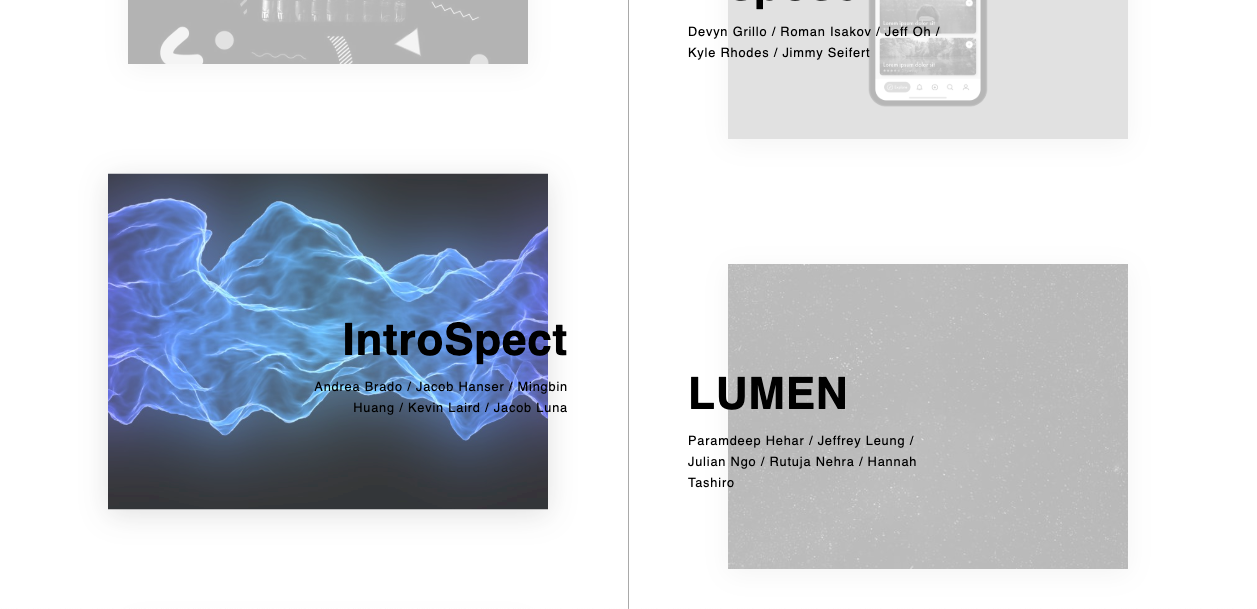 Devyn Grillo / Roman Isakov / Jeff Oh /
Kyle Rhodes / Jimmy Seifert
IntroSpect
Andrea Brado / Jacob Hanser / Mingbin
Huang / Kevin Laird / Jacob Luna
LUMEN
Paramdeep Hehar / Jeffrey Leung /
Julian Ngo / Rutuja Nehra / Hannah
Tashiro